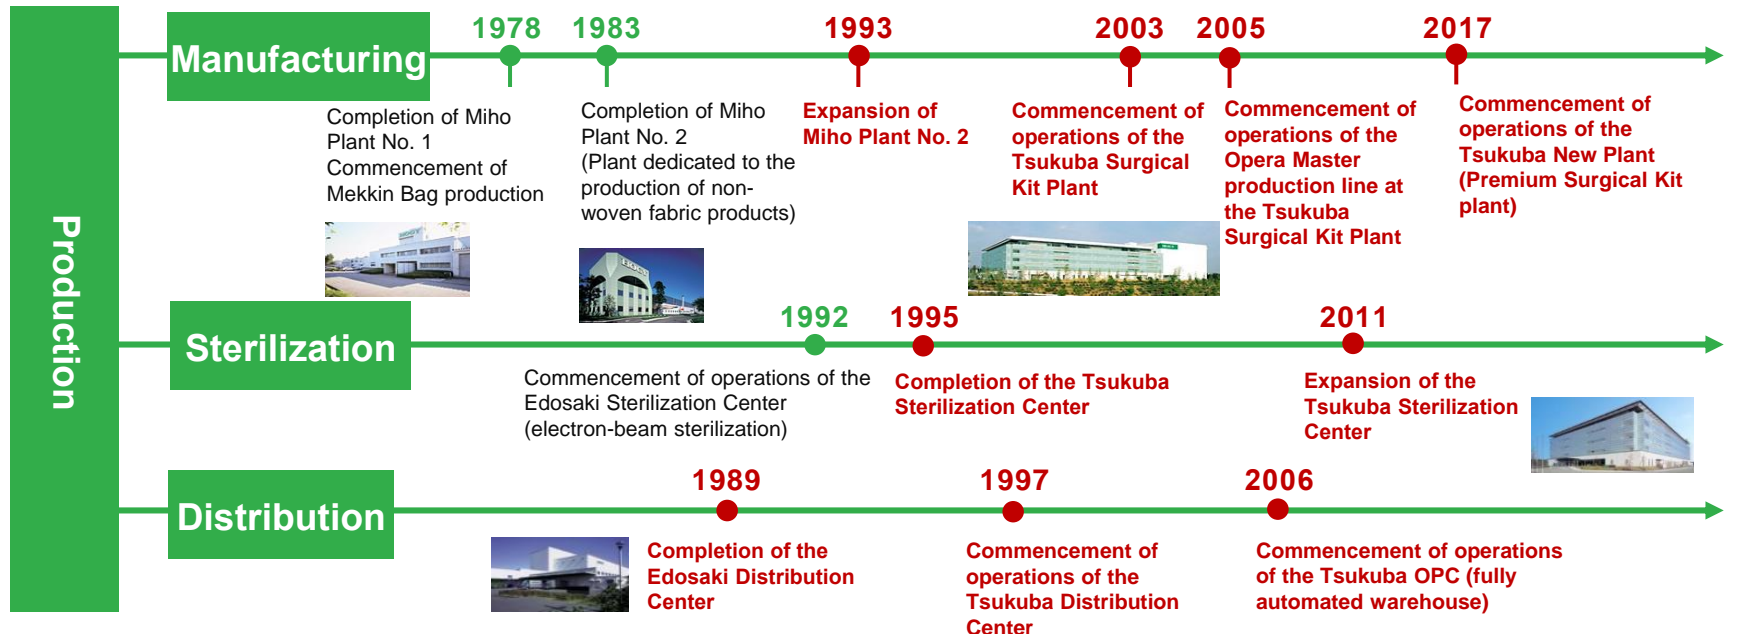 Production
Manufacturing
1978
1983
1993
2003
2005
2017
Completion of Miho
Plant No. 1
Commencement of
Mekkin Bag production
Completion of Miho
Plant No. 2
(Plant dedicated to the
production of non-
woven fabric products)
Expansion of
Miho Plant No. 2
Commencement of
operations of the
Tsukuba Surgical
Kit Plant
Commencement of
operations of the
Opera Master
production line at
the Tsukuba
Surgical Kit Plant
Commencement of
operations of the
Tsukuba New Plant
(Premium Surgical Kit
plant)
Sterilization
1992
1995
2011
Commencement of operations of the
Edosaki Sterilization Center
(electron-beam sterilization)
Completion of the Tsukuba
Sterilization Center
Expansion of the
Tsukuba Sterilization
Center
Distribution
1989
1997
2006
Completion of the
Edosaki Distribution
Center
Commencement of
operations of the
Tsukuba Distribution
Center
Commencement of operations
of the Tsukuba OPC (fully
automated warehouse)